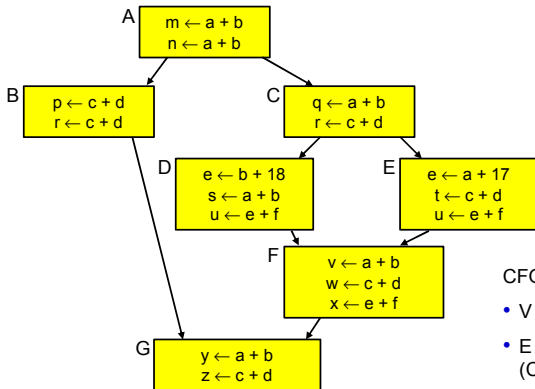 A
m ← a + b
n ← a + b
B
p ← c + d
r ← c + d
C
q ← a + b
r ← c + d
D
e ← b + 18
s ← a + b
u ← e + f
E
e ← a + 17
t ← c + d
u ← e + f
F
v ← a + b
w ← c + d
x ← e + f
G
y ← a + b
z ← c + d
CFG
• V
• E
(C